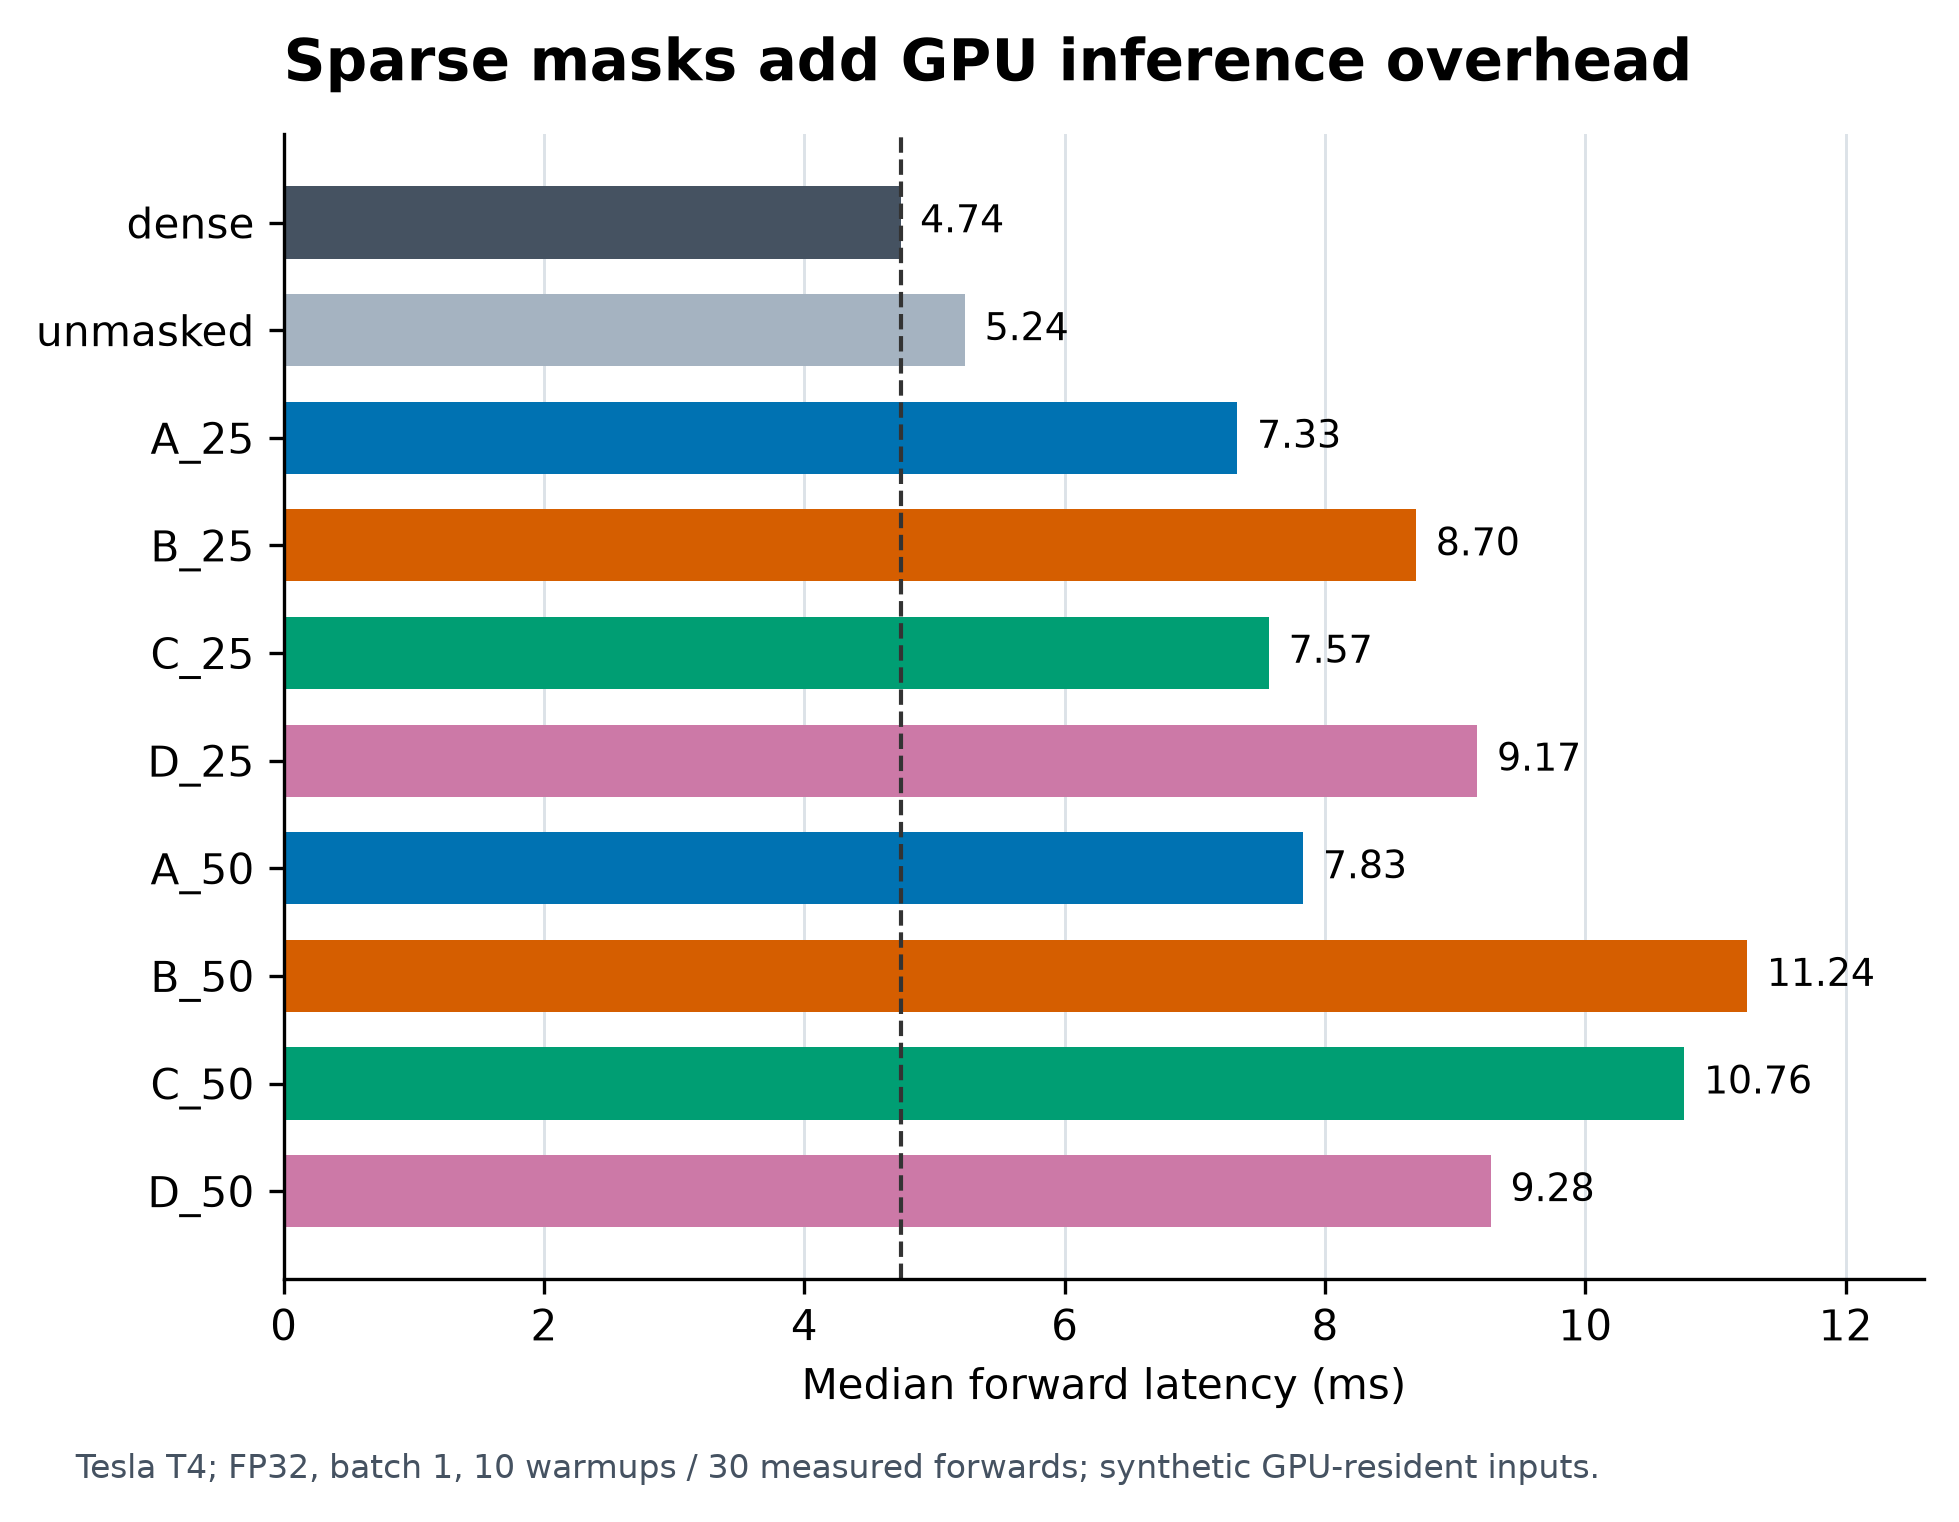 Sparse masks add GPU inference overhead
dense 4.74
unmasked 5.24
A_25 7.33
B_25 8.70
C_25 7.57
D_25 9.17
A_50 7.83
B_50 11.24
C_50 10.76
D_50 9.28
0 2 4 6 8 10 12
Median forward latency (ms)
Tesla T4; FP32, batch 1, 10 warmups / 30 measured forwards; synthetic GPU-resident inputs.